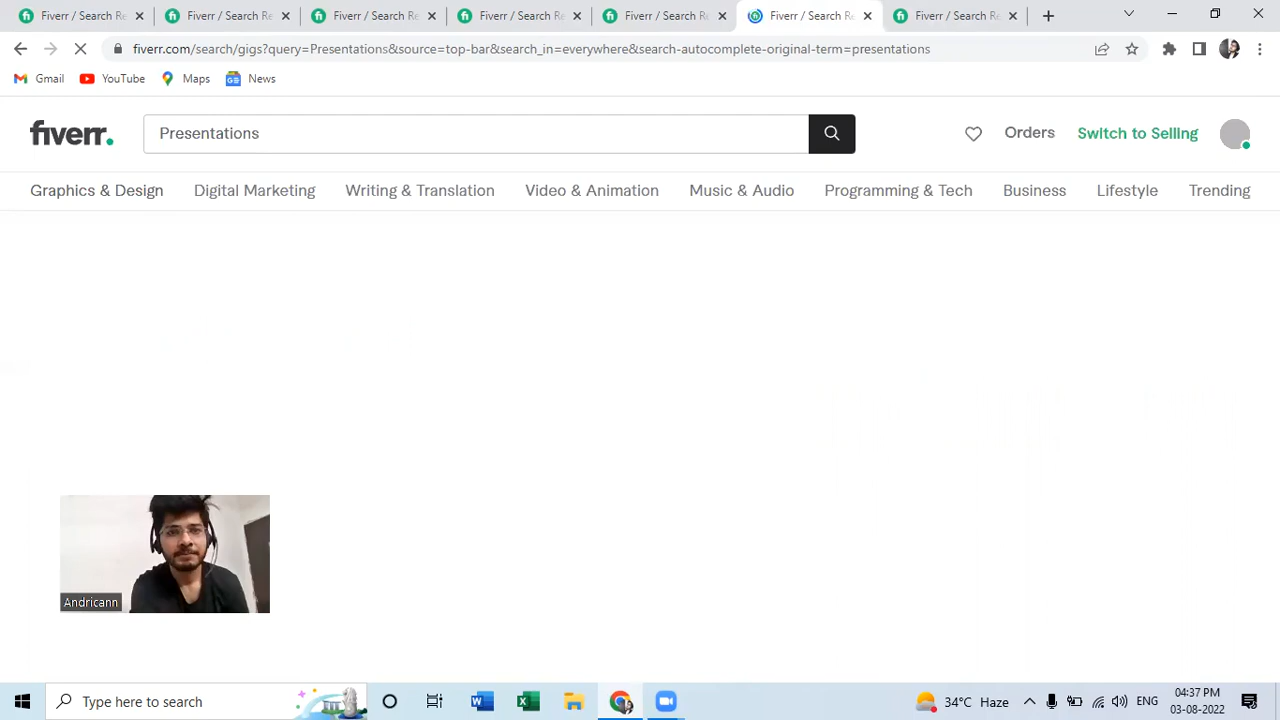 Fiverr / Search Re
Fiverr / Search Re
Fiverr / Search Re
Fiverr / Search Re
Fiverr / Search Re
Fiverr / Search Re
Fiverr / Search Re
fiverr.com/search/gigs?query=Presentations&source=top-bar&search_in=everywhere&search-autocomplete-original-term=presentations
Gmail YouTube Maps News
fiverr. Presentations Orders Switch to Selling
Graphics & Design Digital Marketing Writing & Translation Video & Animation Music & Audio Programming & Tech Business Lifestyle Trending
Andricann
Type here to search 34°C Haze ENG 04:37 PM
03-08-2022